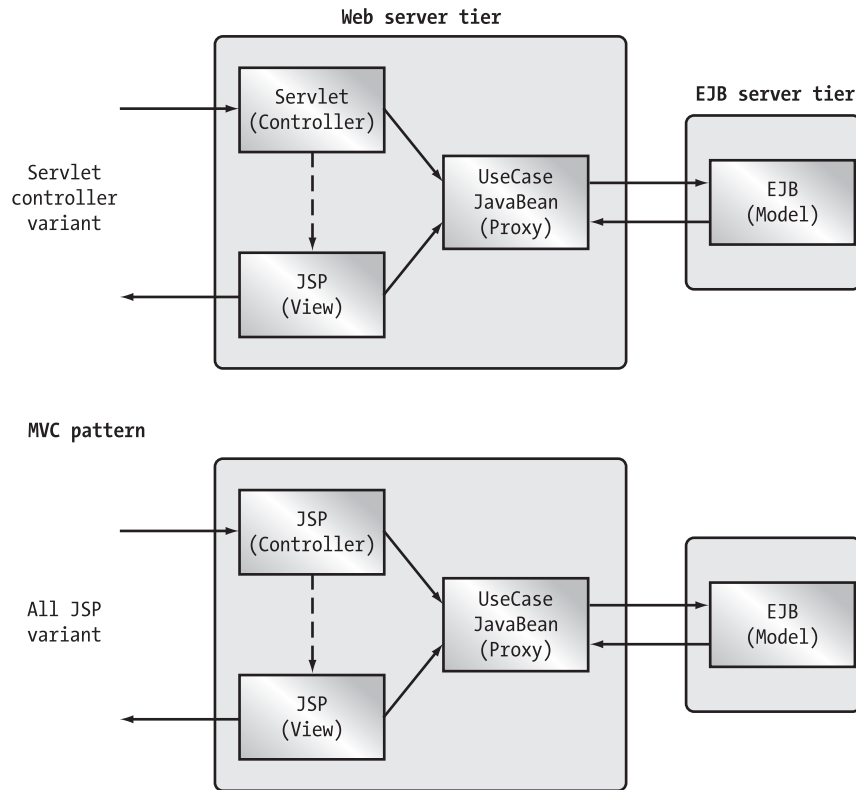 Web server tier
EJB server tier
Servlet
(Controller)
Servlet
controller
variant
UseCase
JavaBean
(Proxy)
EJB
(Model)
JSP
(View)
MVC pattern
JSP
(Controller)
All JSP
variant
UseCase
JavaBean
(Proxy)
EJB
(Model)
JSP
(View)